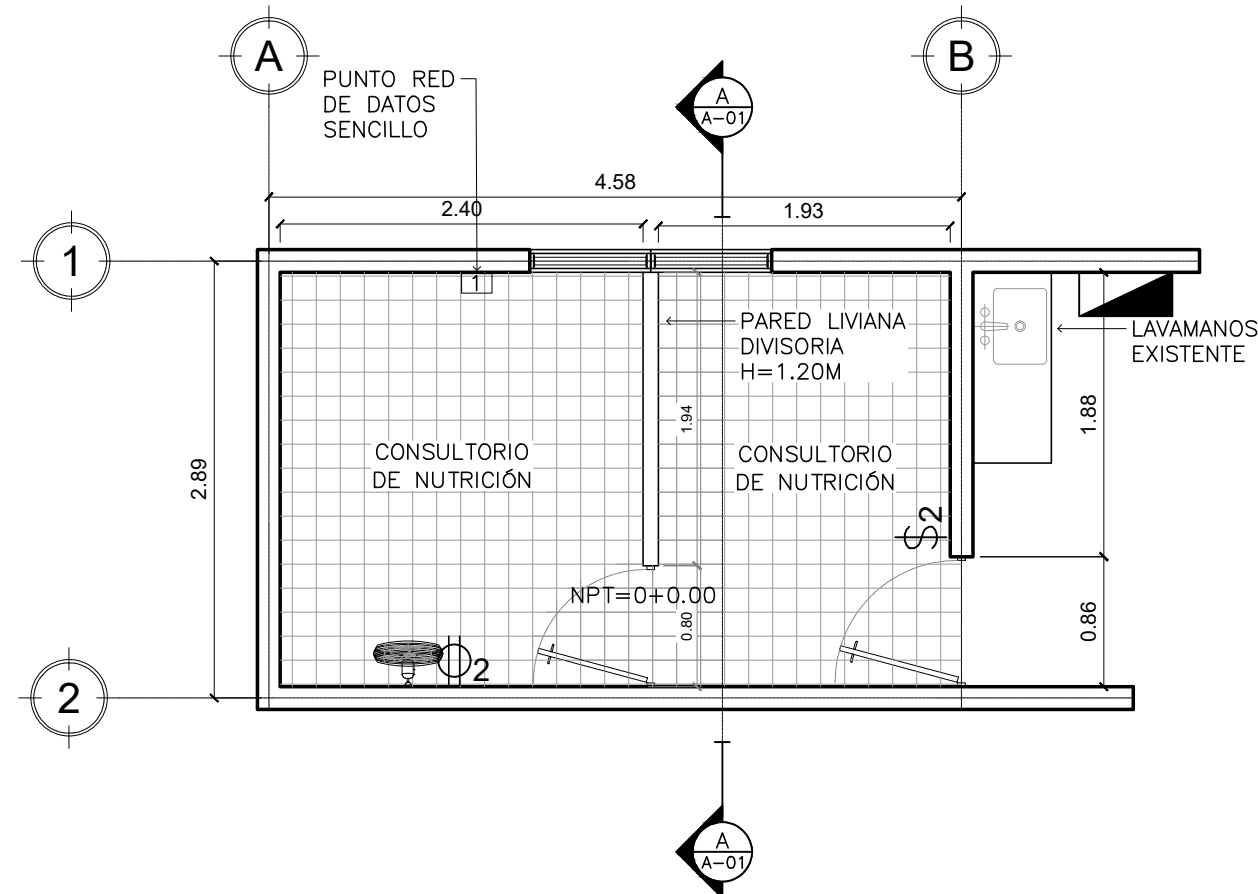 A
B
PUNTO RED
DE DATOS
SENCILLO
A
A-01
4.58
2.40
1.93
1
1
PARED LIVIANA
DIVISORIA
H=1.20M
LAVAMANOS
EXISTENTE
1.94
1.88
CONSULTORIO
DE NUTRICIÓN
CONSULTORIO
DE NUTRICIÓN
2.89
S2
NPT=0+0.00
0.80
0.86
2
2
A
A-01